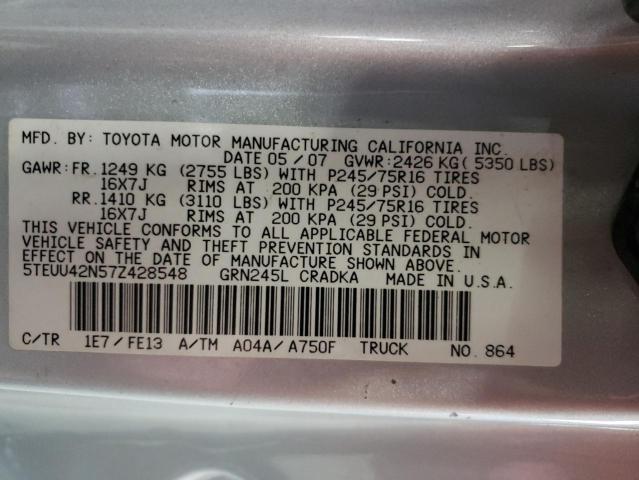 MFD. BY: TOYOTA MOTOR MANUFACTURING CALIFORNIA INC.
DATE 05 / 07 GVWR: 2426 KG ( 5350 LBS)
GAWR: FR. 1249 KG (2755 LBS) WITH P245/75R16 TIRES
16X7J RIMS AT 200 KPA (29 PSI) COLD.
RR. 1410 KG (3110 LBS) WITH P245/75R16 TIRES
16X7J RIMS AT 200 KPA (29 PSI) COLD.
THIS VEHICLE CONFORMS TO ALL APPLICABLE FEDERAL MOTOR
VEHICLE SAFETY AND THEFT PREVENTION STANDARDS IN
EFFECT ON THE DATE OF MANUFACTURE SHOWN ABOVE.
5TEUU42N57Z428548 GRN245L CRADKA MADE IN U.S.A.
C/TR 1E7 / FE13 A/TM A04A / A750F TRUCK NO. 864